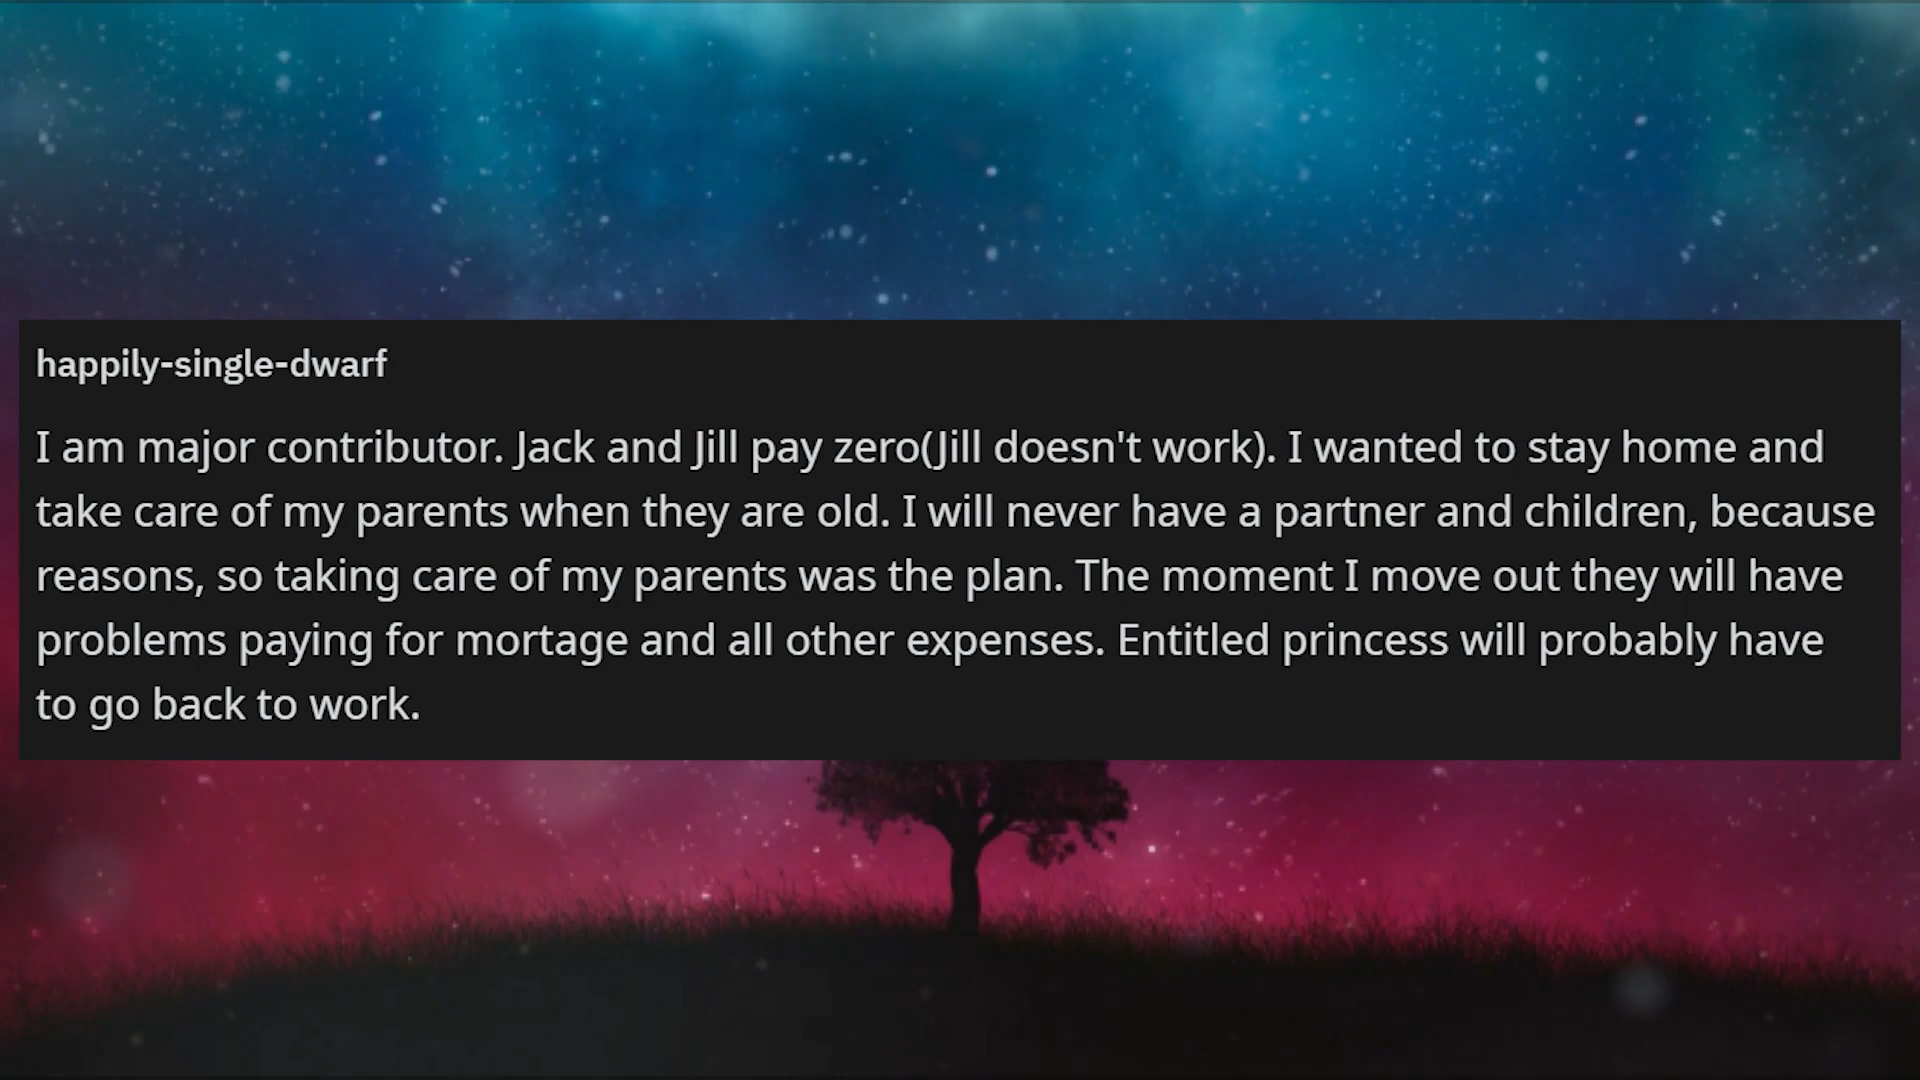 happily-single-dwarf
I am major contributor. Jack and Jill pay zero(Jill doesn't work). I wanted to stay home and
take care of my parents when they are old. I will never have a partner and children, because
reasons, so taking care of my parents was the plan. The moment I move out they will have
problems paying for mortage and all other expenses. Entitled princess will probably have
to go back to work.